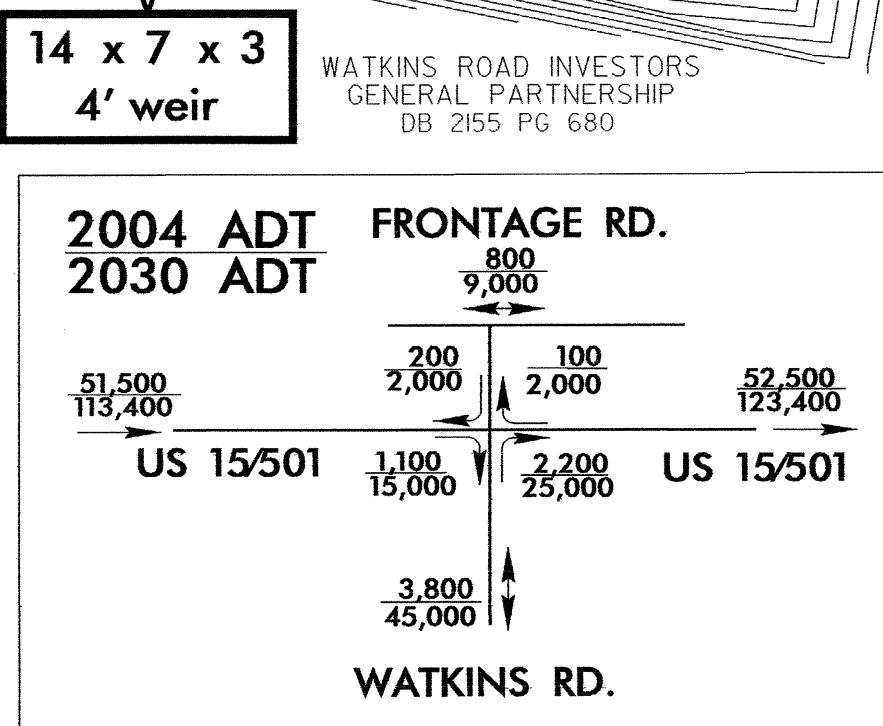 14 x 7 x 3
4' weir
WATKINS ROAD INVESTORS
GENERAL PARTNERSHIP
DB 2155 PG 680
2004 ADT
2030 ADT
FRONTAGE RD.
800
9,000
200
2,000
100
2,000
51,500
113,400
52,500
123,400
US 15/501
1,100
15,000
2,200
25,000
US 15/501
3,800
45,000
WATKINS RD.